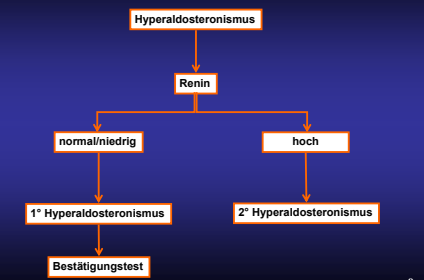 Hyperaldosteronismus
Renin
normal/niedrig
hoch
1° Hyperaldosteronismus
2° Hyperaldosteronismus
Bestätigungstest